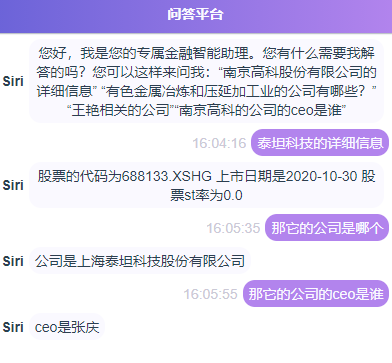 问答平台
您好，我是您的专属金融智能助理。您有什么需要我解
Siri 答的吗？您可以这样来问我：“南京高科股份有限公司的
详细信息” “有色金属冶炼和压延加工业的公司有哪些？”
“王艳相关的公司”“南京高科的公司的ceo是谁”
16:04:16 泰坦科技的详细信息
Siri 股票的代码为688133.XSHG 上市日期是2020-10-30 股
票st率为0.0
16:05:35 那它的公司是哪个
Siri 公司是上海泰坦科技股份有限公司
16:05:55 那它的公司的ceo是谁
Siri ceo是张庆